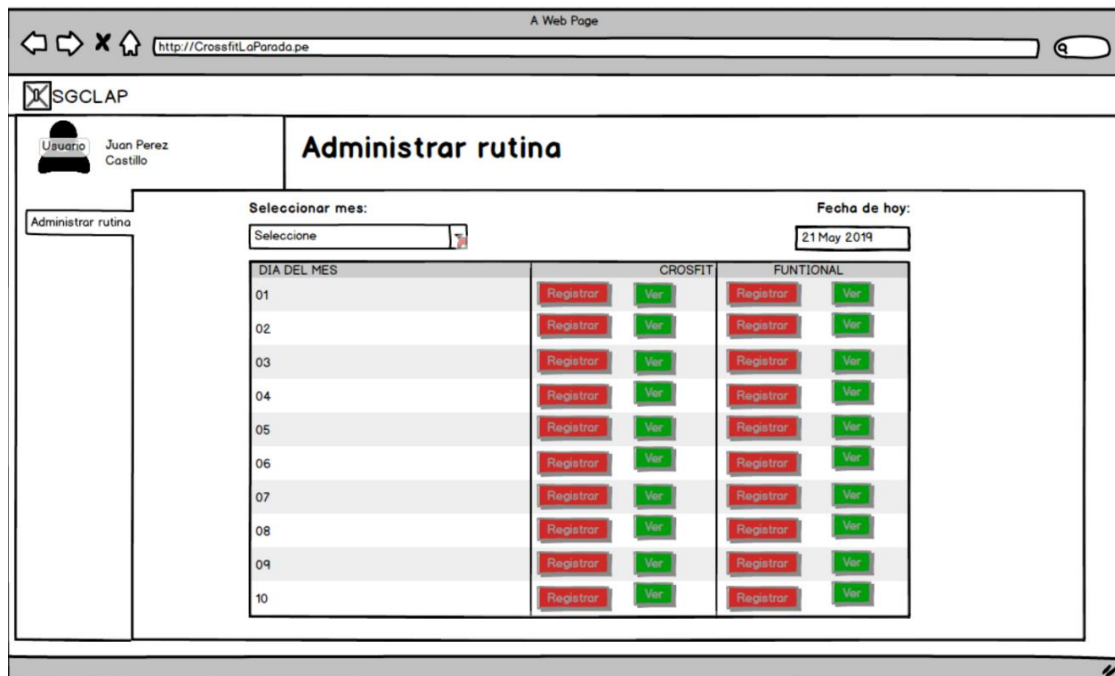 A Web Page
http://CrossfitLaParada.pe
SGCLAP
Usuario
Juan Perez
Castillo
Administrar rutina
Administrar rutina
Seleccionar mes:
Fecha de hoy:
Seleccione
21 May 2019
DIA DEL MES CROSFIT FUNTIONAL
01 Registrar Ver Registrar Ver
02 Registrar Ver Registrar Ver
03 Registrar Ver Registrar Ver
04 Registrar Ver Registrar Ver
05 Registrar Ver Registrar Ver
06 Registrar Ver Registrar Ver
07 Registrar Ver Registrar Ver
08 Registrar Ver Registrar Ver
09 Registrar Ver Registrar Ver
10 Registrar Ver Registrar Ver